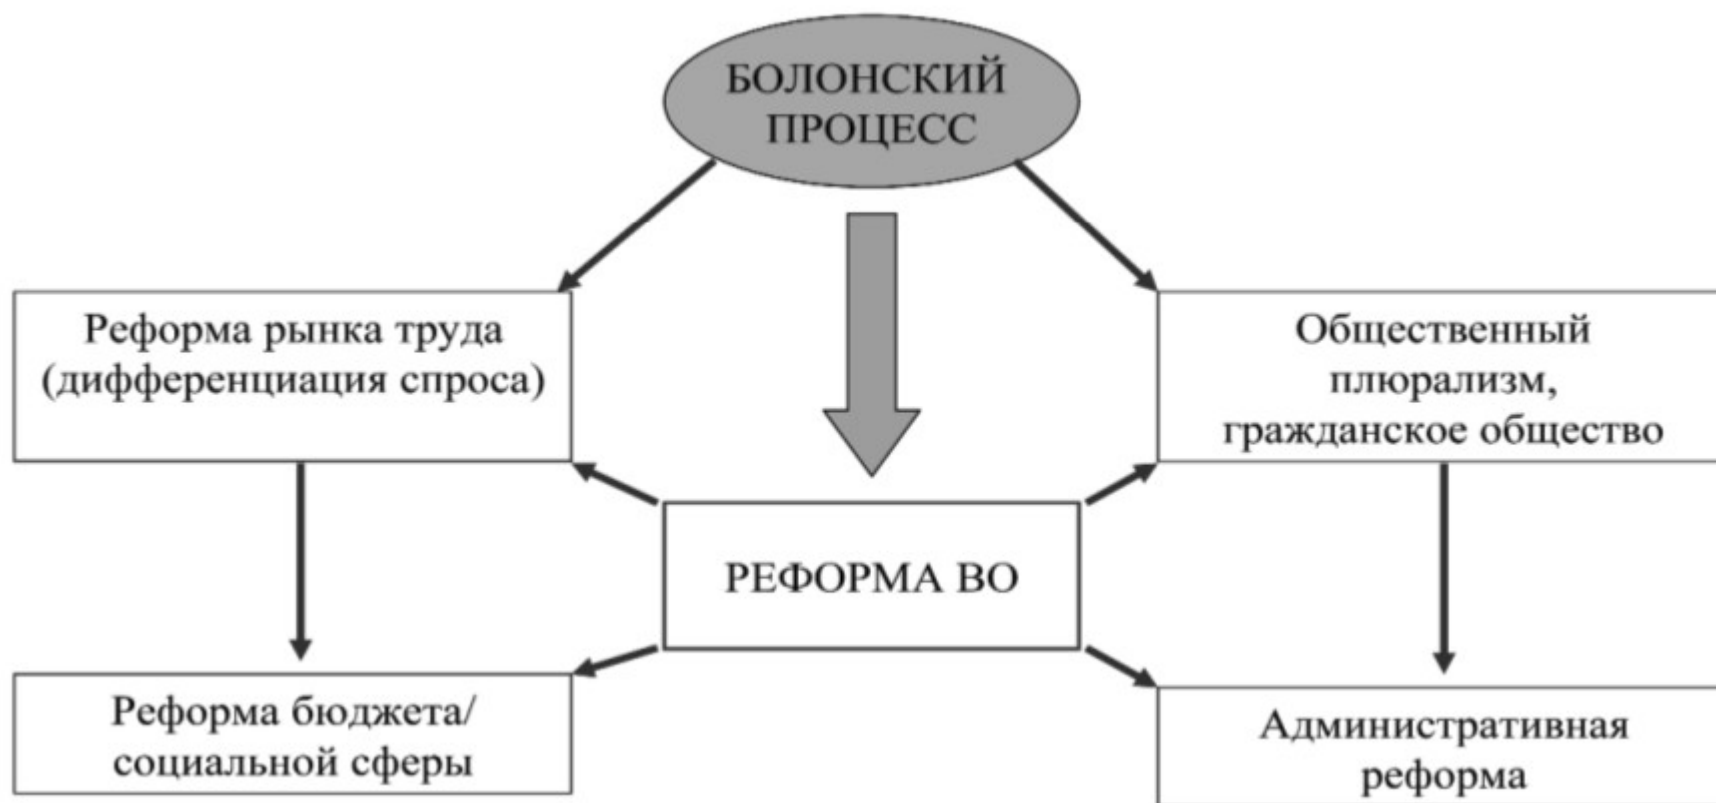 БОЛОНСКИЙ
ПРОЦЕСС
Реформа рынка труда
(дифференциация спроса)
Общественный
плюрализм,
гражданское общество
РЕФОРМА ВО
Реформа бюджета/
социальной сферы
Административная
реформа